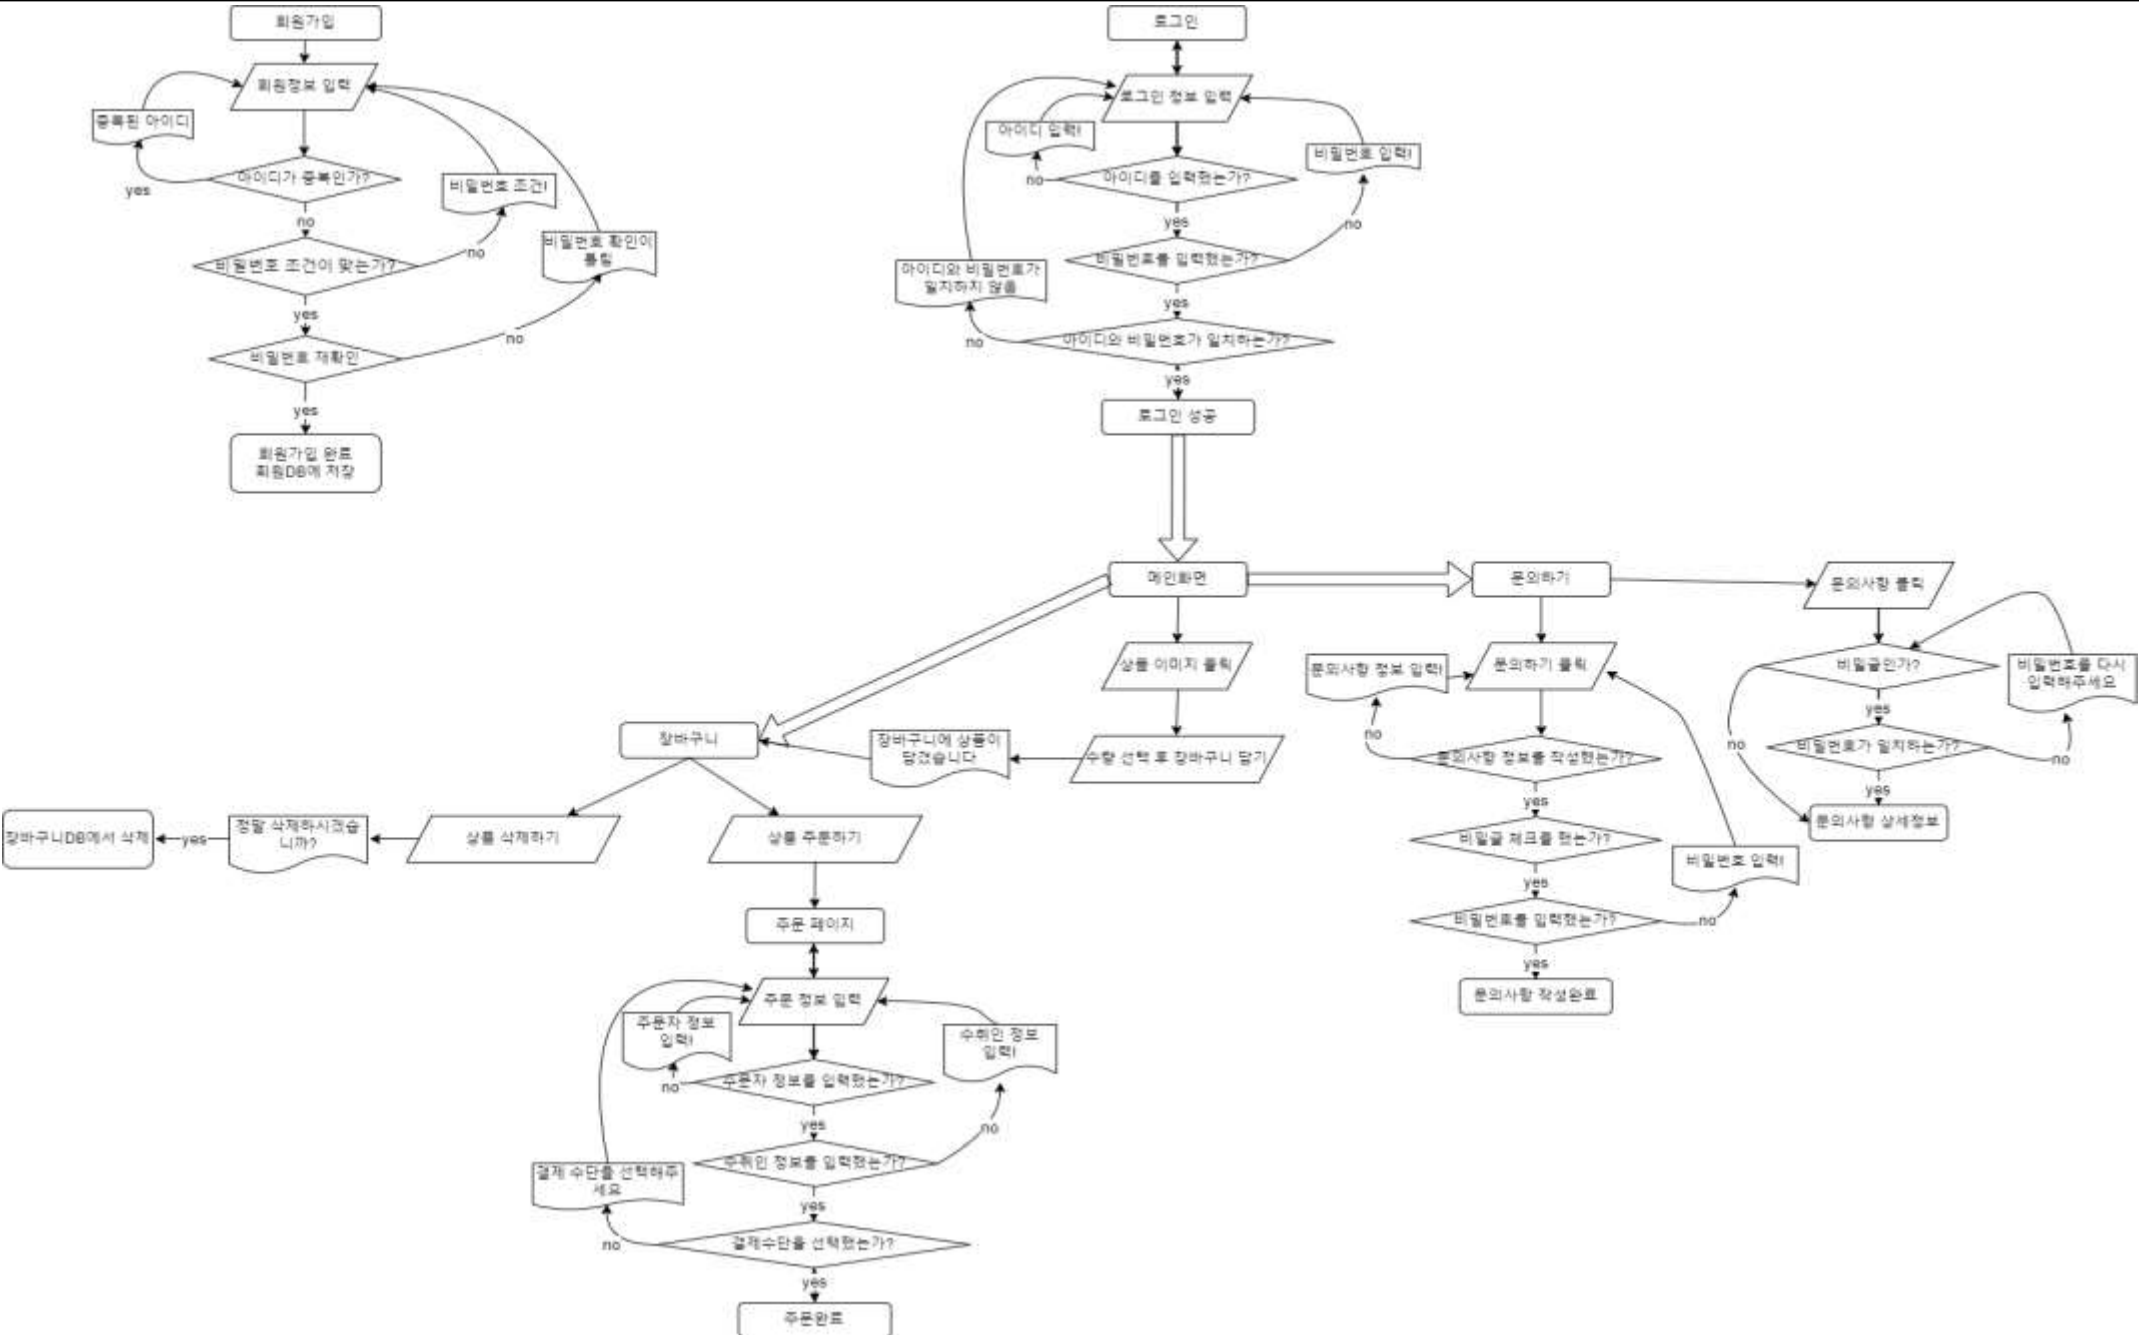 회원가입
회원정보 입력
중복된 아이디
아이디가 중복인가?
yes
no
비밀번호 조건!
비밀번호 조건이 맞는가?
no
비밀번호 확인이
틀림
yes
비밀번호 재확인
no
yes
회원가입 완료
회원DB에 저장
로그인
로그인 정보 입력
아이디 입력!
비밀번호 입력!
아이디를 입력했는가?
no
yes
no
비밀번호를 입력했는가?
아이디와 비밀번호가
일치하지 않음
yes
아이디와 비밀번호가 일치하는가?
no
yes
로그인 성공
메인화면
문의하기
문의사항 클릭
상품 이미지 클릭
수량 선택 후 장바구니 담기
장바구니에 상품이
담겼습니다
장바구니
상품 삭제하기
정말 삭제하시겠습
니까?
yes
장바구니DB에서 삭제
상품 주문하기
주문 페이지
주문 정보 입력
주문자 정보
입력!
수취인 정보
입력!
주문자 정보를 입력했는가?
no
yes
no
수취인 정보를 입력했는가?
결제 수단을 선택해주
세요
yes
결제수단을 선택했는가?
no
yes
주문완료
문의하기 클릭
문의사항 정보 입력!
no
문의사항 정보를 작성했는가?
yes
비밀글 체크를 했는가?
비밀번호 입력!
yes
비밀번호를 입력했는가?
no
yes
문의사항 작성완료
비밀글인가?
비밀번호를 다시
입력해주세요
yes
no
비밀번호가 일치하는가?
no
yes
문의사항 상세정보